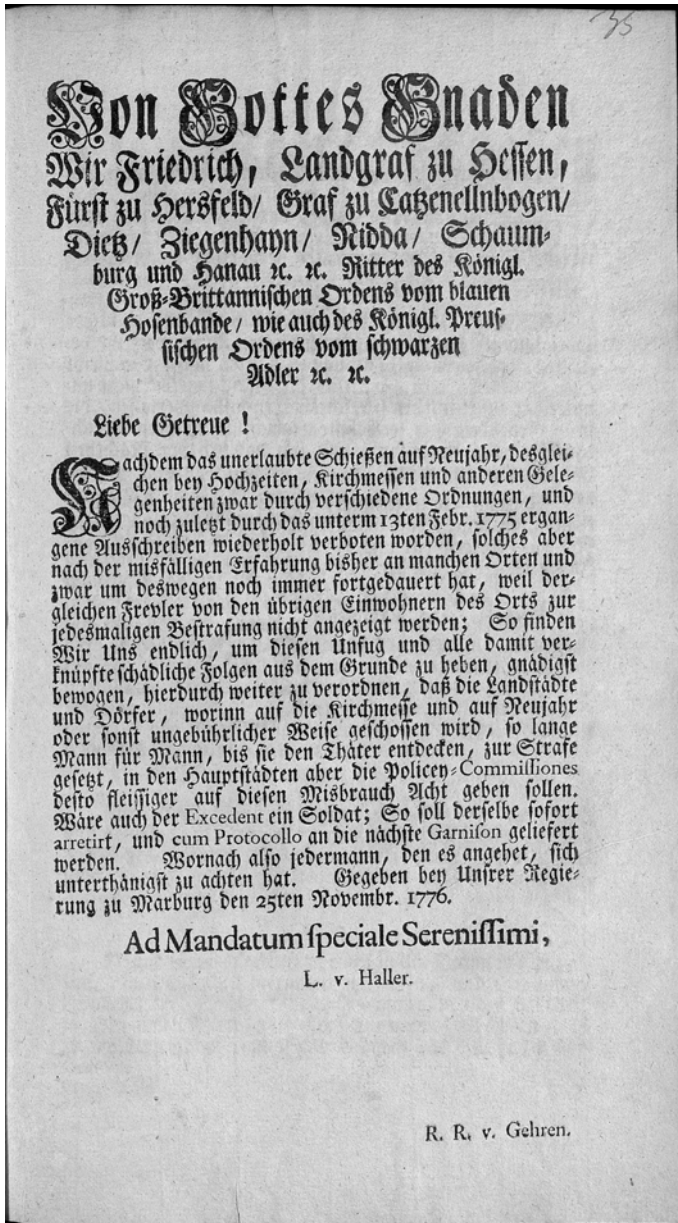 35
Von Gottes Gnaden
Wir Friedrich, Landgraf zu Hessen,
Fürst zu Hersfeld/ Graf zu Catzenellnbogen/
Dietz/ Ziegenhayn/ Nidda/ Schaum-
burg und Hanau ꝛc. ꝛc. Ritter des Königl.
Groß-Brittannischen Ordens vom blauen
Hosenbande/ wie auch des Königl. Preus-
sischen Ordens vom schwarzen
Adler ꝛc. ꝛc.
Liebe Getreue!
Nachdem das unerlaubte Schießen auf Neujahr, desglei-
chen bey Hochzeiten, Kirchmessen und anderen Gele-
genheiten zwar durch verschiedene Ordnungen, und
noch zuletzt durch das unterm 13ten Febr. 1775 ergan-
gene Ausschreiben wiederholt verboten worden, solches aber
nach der misfälligen Erfahrung bisher an manchen Orten und
zwar um deswegen noch immer fortgedauert hat, weil der-
gleichen Frevler von den übrigen Einwohnern des Orts zur
jedesmaligen Bestrafung nicht angezeigt werden; So finden
Wir Uns endlich, um diesen Unfug und alle damit ver-
knüpfte schädliche Folgen aus dem Grunde zu heben, gnädigst
bewogen, hierdurch weiter zu verordnen, daß die Landstädte
und Dörfer, worinn auf die Kirchmesse und auf Neujahr
oder sonst ungebührlicher Weise geschossen wird, so lange
Mann für Mann, bis sie den Thäter entdecken, zur Strafe
gesetzt, in den Hauptstädten aber die Policey-Commissiones
desto fleissiger auf diesen Misbrauch Acht geben sollen.
Wäre auch der Excedent ein Soldat; So soll derselbe sofort
arretirt, und cum Protocollo an die nächste Garnison geliefert
werden. Wornach also jedermann, den es angehet, sich
unterthänigst zu achten hat. Gegeben bey Unsrer Regie-
rung zu Marburg den 25ten Novembr. 1776.
Ad Mandatum speciale Serenissimi,
L. v. Haller.
R. R. v. Gehren.